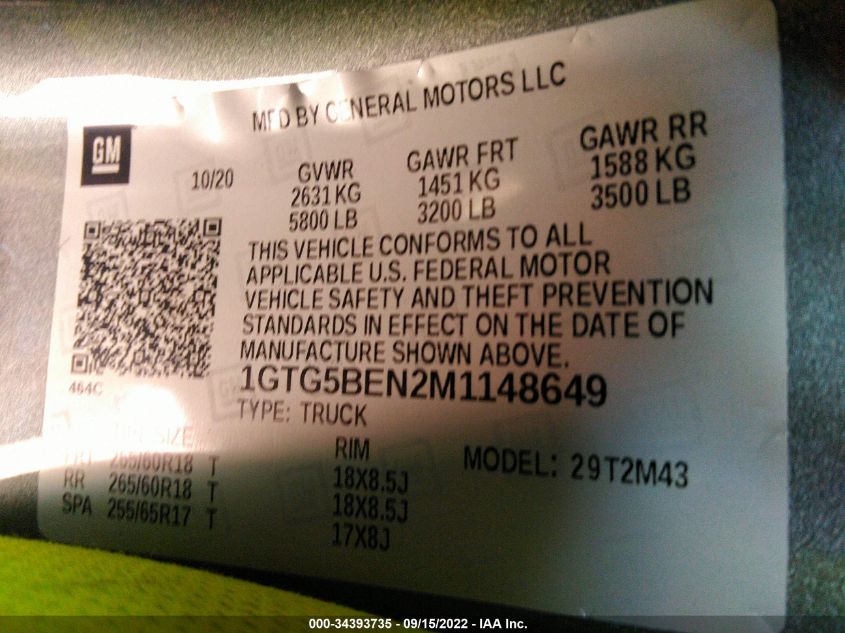 MFD BY GENERAL MOTORS LLC
GM
10/20
GVWR
2631 KG
5800 LB
GAWR FRT
1451 KG
3200 LB
GAWR RR
1588 KG
3500 LB
THIS VEHICLE CONFORMS TO ALL
APPLICABLE U.S. FEDERAL MOTOR
VEHICLE SAFETY AND THEFT PREVENTION
STANDARDS IN EFFECT ON THE DATE OF
MANUFACTURE SHOWN ABOVE.
464C
1GTG5BEN2M1148649
TYPE: TRUCK
SIZE RIM MODEL: 29T2M43
FRT 265/60R18 T 18X8.5J
RR 265/60R18 T 18X8.5J
SPA 255/65R17 T 17X8J
000-34393735 - 09/15/2022 - IAA Inc.